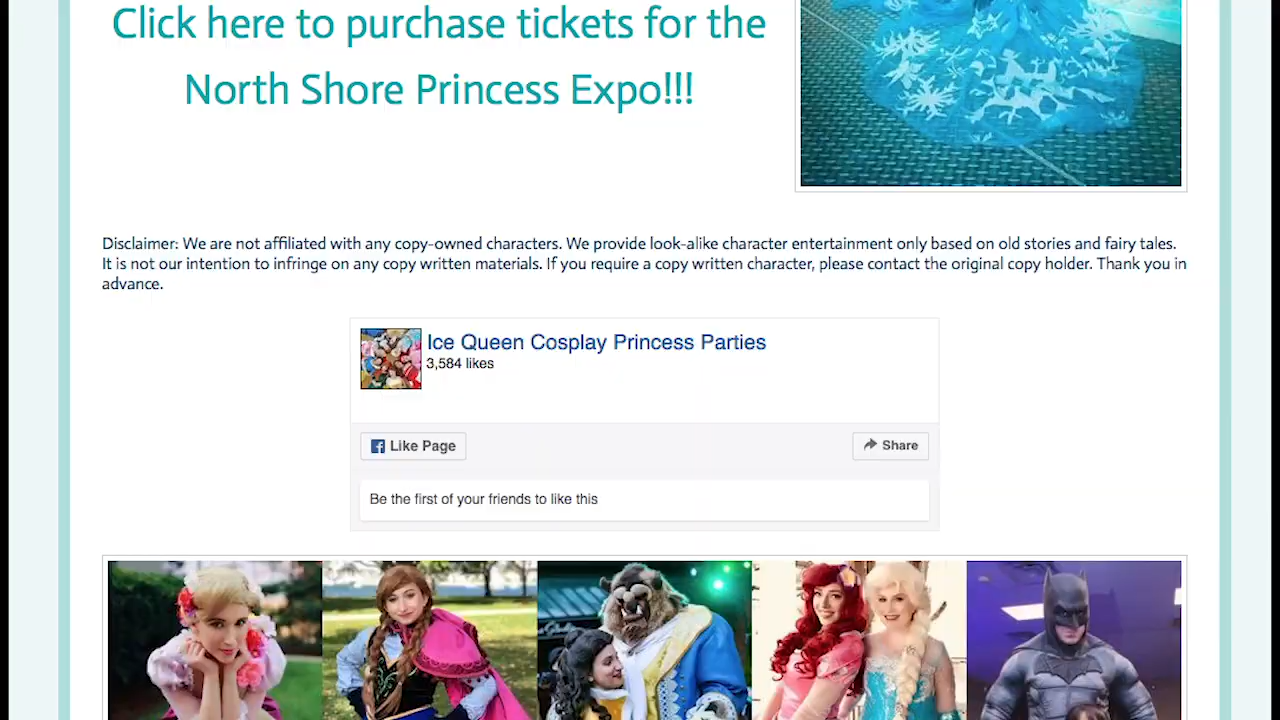 Click here to purchase tickets for the
North Shore Princess Expo!!!
Disclaimer: We are not affiliated with any copy-owned characters. We provide look-alike character entertainment only based on old stories and fairy tales.
It is not our intention to infringe on any copy written materials. If you require a copy written character, please contact the original copy holder. Thank you in
advance.
Ice Queen Cosplay Princess Parties
3,584 likes
Like Page
Share
Be the first of your friends to like this